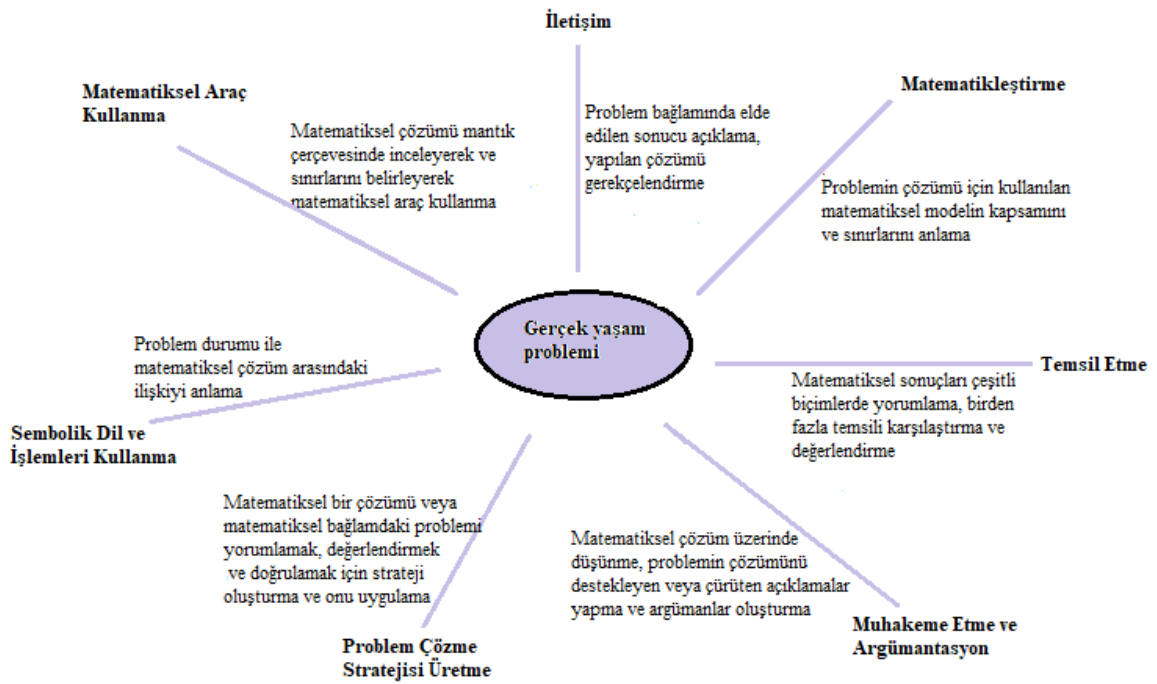 İletişim
Matematiksel Araç
Kullanma
Matematikleştirme
Matematiksel çözümü mantık
çerçevesinde inceleyerek ve
sınırlarını belirleyerek
matematiksel araç kullanma
Problem bağlamında elde
edilen sonucu açıklama,
yapılan çözümü
gerekçelendirme
Problemin çözümü için kullanılan
matematiksel modelin kapsamını
ve sınırlarını anlama
Gerçek yaşam
problemi
Problem durumu ile
matematiksel çözüm arasındaki
ilişkiyi anlama
Temsil Etme
Matematiksel sonuçları çeşitli
biçimlerde yorumlama, birden
fazla temsili karşılaştırma ve
değerlendirme
Sembolik Dil ve
İşlemleri Kullanma
Matematiksel bir çözümü veya
matematiksel bağlamdaki problemi
yorumlamak, değerlendirmek
ve doğrulamak için strateji
oluşturma ve onu uygulama
Matematiksel çözüm üzerinde
düşünme, problemin çözümünü
destekleyen veya çürüten açıklamalar
yapma ve argümanlar oluşturma
Problem Çözme
Stratejisi Üretme
Muhakeme Etme ve
Argümantasyon